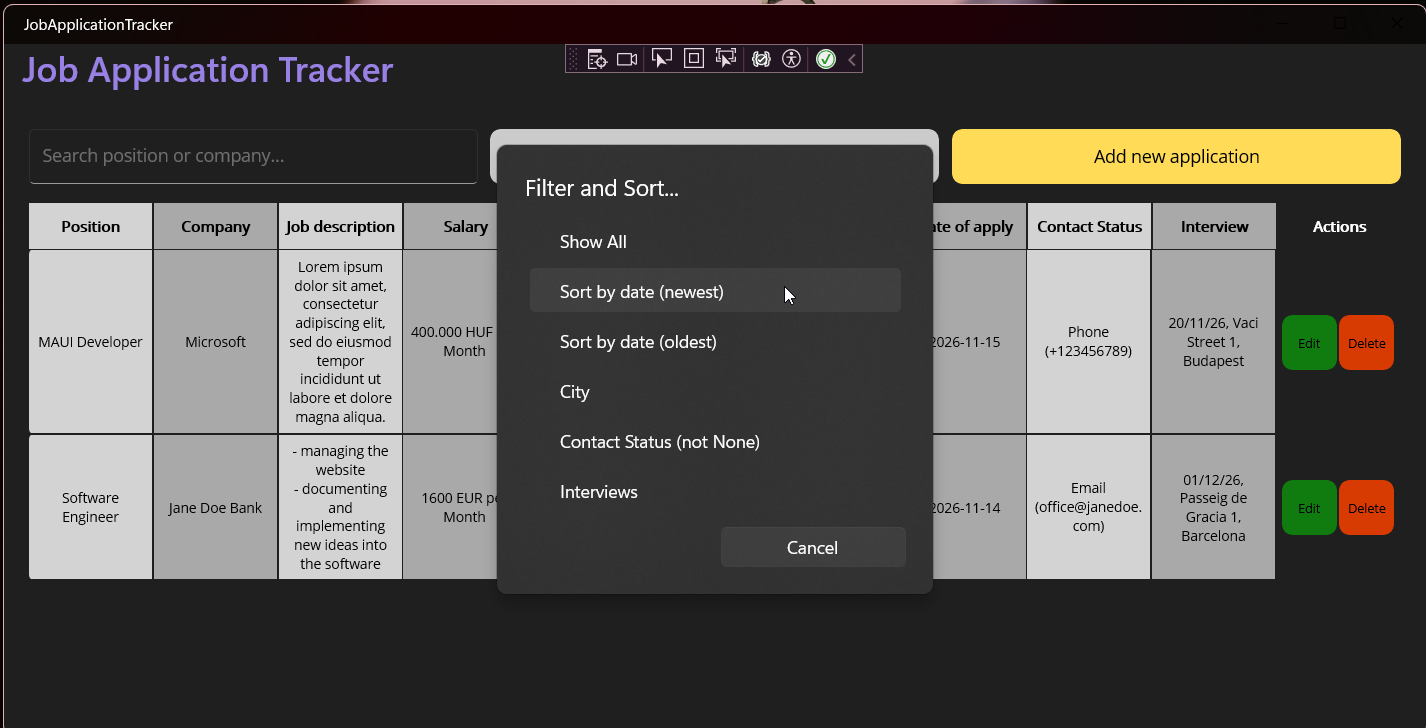 JobApplicationTracker
Job Application Tracker
Search position or company...
Add new application
Position
Company
Job description
Salary
Contact Status
Interview
Actions
MAUI Developer
Microsoft
Lorem ipsum
dolor sit amet,
consectetur
adipiscing elit,
sed do eiusmod
tempor
incididunt ut
labore et dolore
magna aliqua.
400.000 HUF
Month
2026-11-15
Phone
(+123456789)
20/11/26, Vaci
Street 1,
Budapest
Edit
Delete
Software
Engineer
Jane Doe Bank
- managing the
website
- documenting
and
implementing
new ideas into
the software
1600 EUR
Month
2026-11-14
Email
(office@janedoe.
com)
01/12/26,
Passeig de
Gracia 1,
Barcelona
Edit
Delete
Filter and Sort...
Show All
Sort by date (newest)
Sort by date (oldest)
City
Contact Status (not None)
Interviews
Cancel
of apply